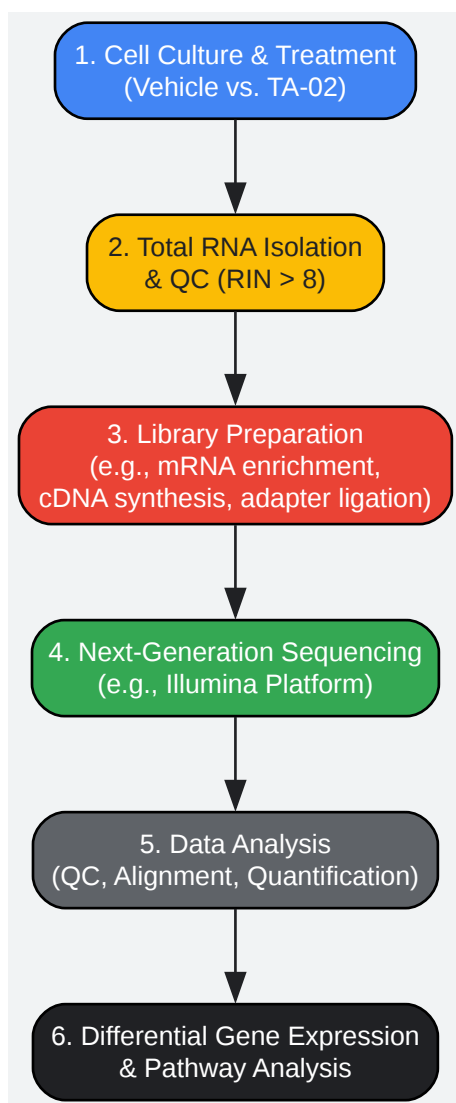 1. Cell Culture & Treatment
(Vehicle vs. TA-02)
2. Total RNA Isolation
& QC (RIN > 8)
3. Library Preparation
(e.g., mRNA enrichment,
cDNA synthesis, adapter ligation)
4. Next-Generation Sequencing
(e.g., Illumina Platform)
5. Data Analysis
(QC, Alignment, Quantification)
6. Differential Gene Expression
& Pathway Analysis